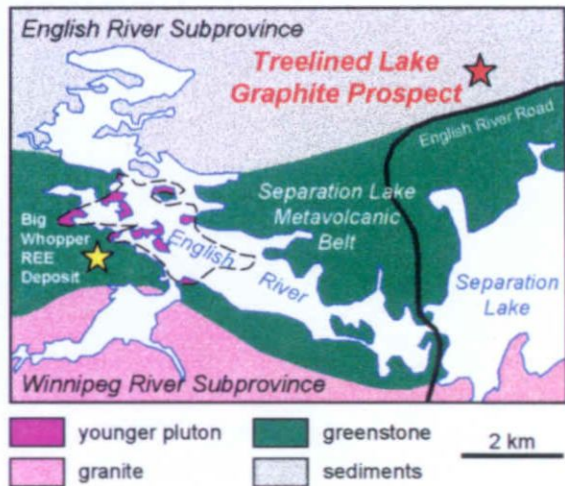 English River Subprovince
Treelined Lake
Graphite Prospect
English River Road
Separation Lake
Metavolcanic
Belt
Big
Whopper
REE
Deposit
English
River
Separation
Lake
Winnipeg River Subprovince
younger pluton
greenstone
2 km
granite
sediments